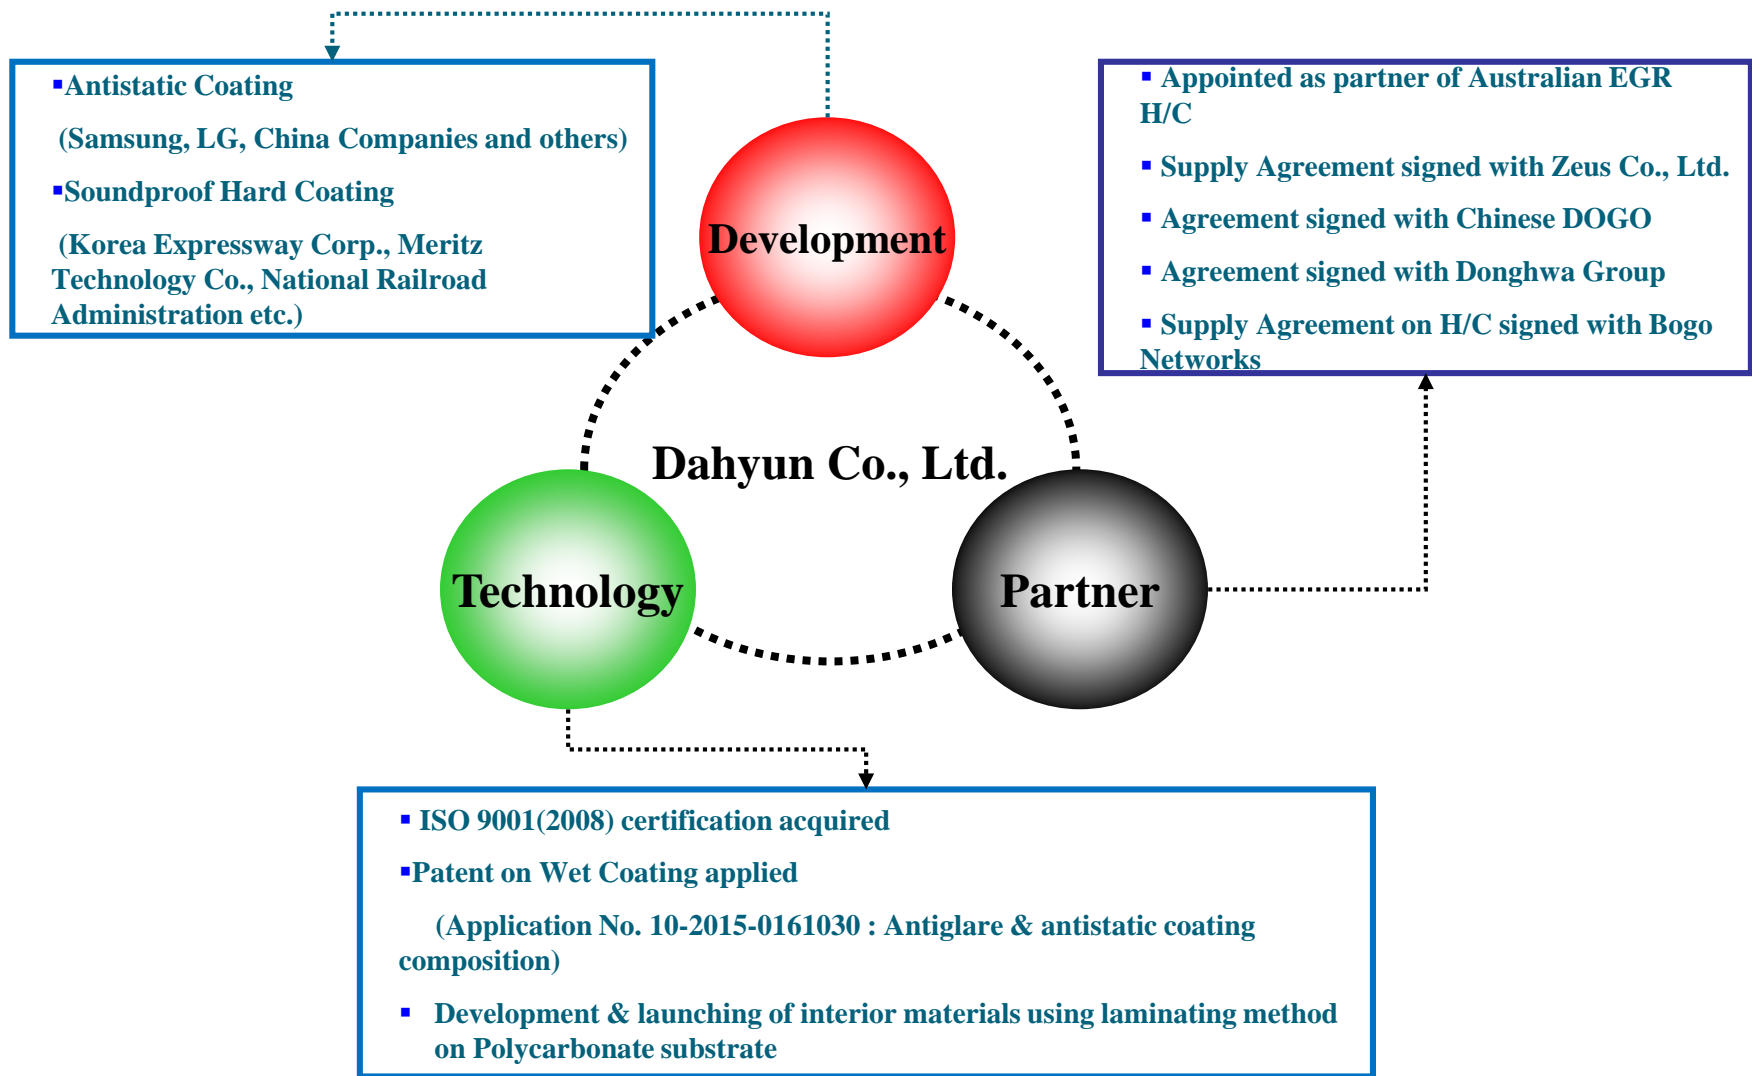 ▪Antistatic Coating
(Samsung, LG, China Companies and others)
▪Soundproof Hard Coating
(Korea Expressway Corp., Meritz
Technology Co., National Railroad
Administration etc.)
▪ Appointed as partner of Australian EGR
H/C
▪ Supply Agreement signed with Zeus Co., Ltd.
▪ Agreement signed with Chinese DOGO
▪ Agreement signed with Donghwa Group
▪ Supply Agreement on H/C signed with Bogo
Networks
Development
Dahyun Co., Ltd.
Technology
Partner
▪ ISO 9001(2008) certification acquired
▪Patent on Wet Coating applied
(Application No. 10-2015-0161030 : Antiglare & antistatic coating
composition)
▪ Development & launching of interior materials using laminating method
on Polycarbonate substrate